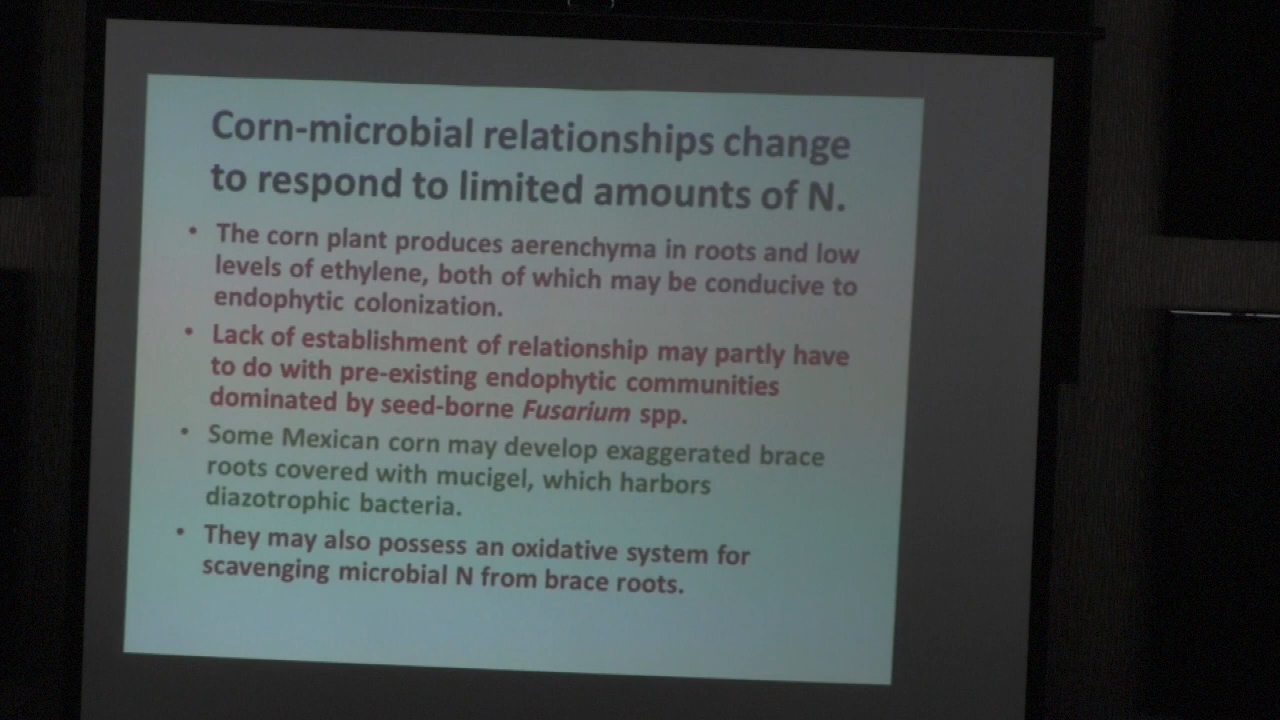 Corn-microbial relationships change
to respond to limited amounts of N.
• The corn plant produces aerenchyma in roots and low
levels of ethylene, both of which may be conducive to
endophytic colonization.
• Lack of establishment of relationship may partly have
to do with pre-existing endophytic communities
dominated by seed-borne Fusarium spp.
• Some Mexican corn may develop exaggerated brace
roots covered with mucigel, which harbors
diazotrophic bacteria.
• They may also possess an oxidative system for
scavenging microbial N from brace roots.